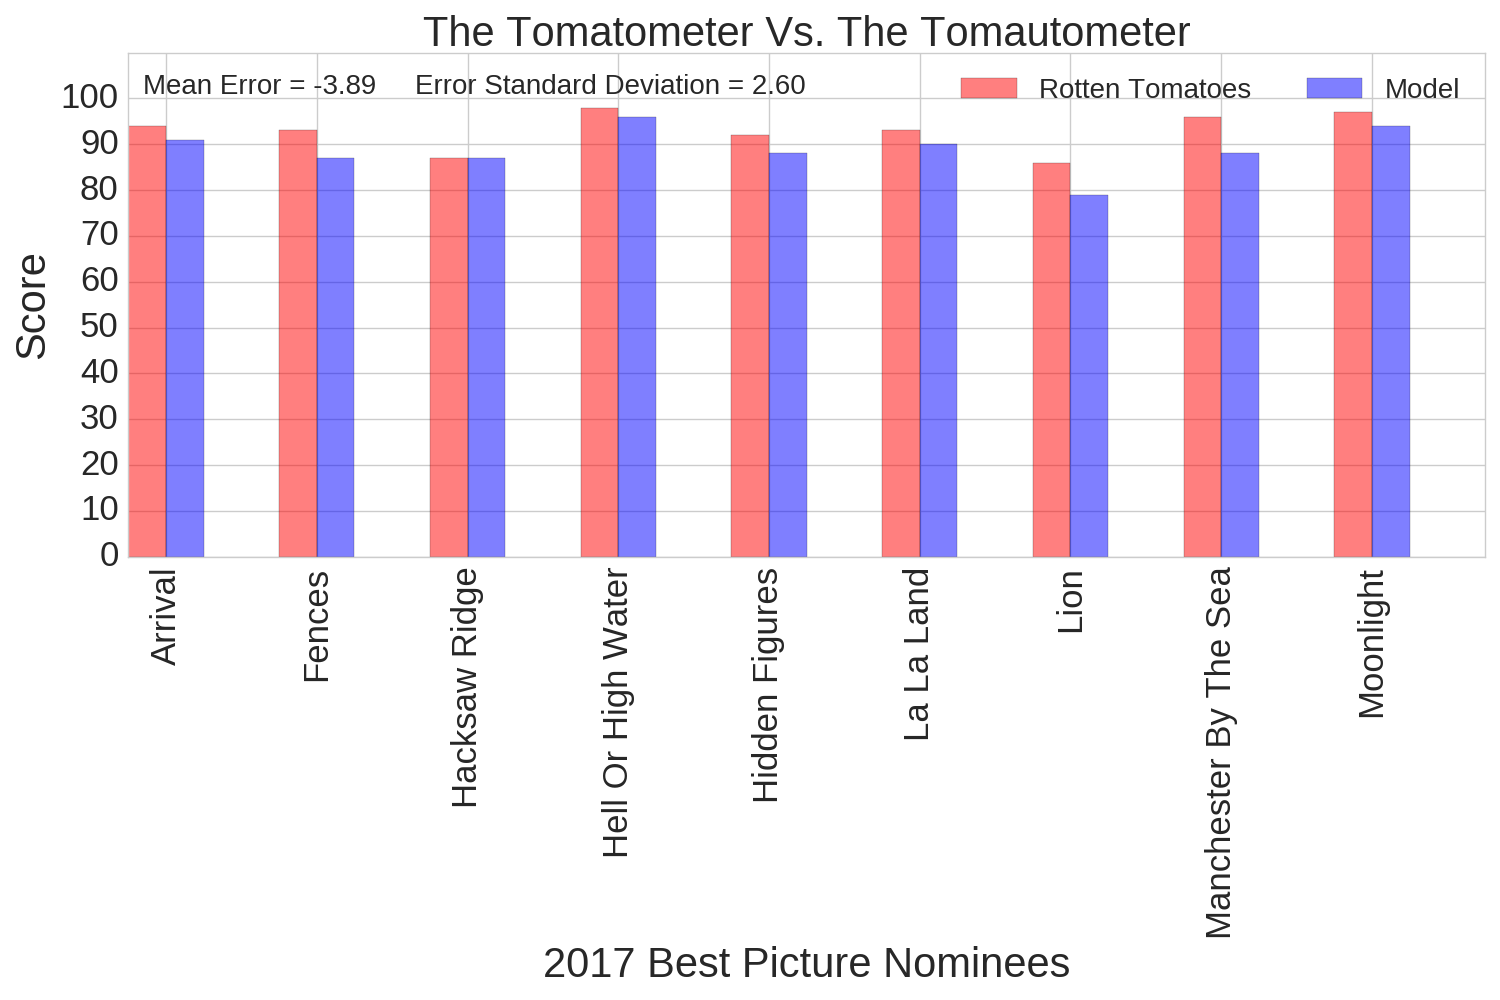 The Tomatometer Vs. The Tomautometer
Mean Error = -3.89 Error Standard Deviation = 2.60
Rotten Tomatoes
Model
Score
100
90
80
70
60
50
40
30
20
10
0
Arrival
Fences
Hacksaw Ridge
Hell Or High Water
Hidden Figures
La La Land
Lion
Manchester By The Sea
Moonlight
2017 Best Picture Nominees